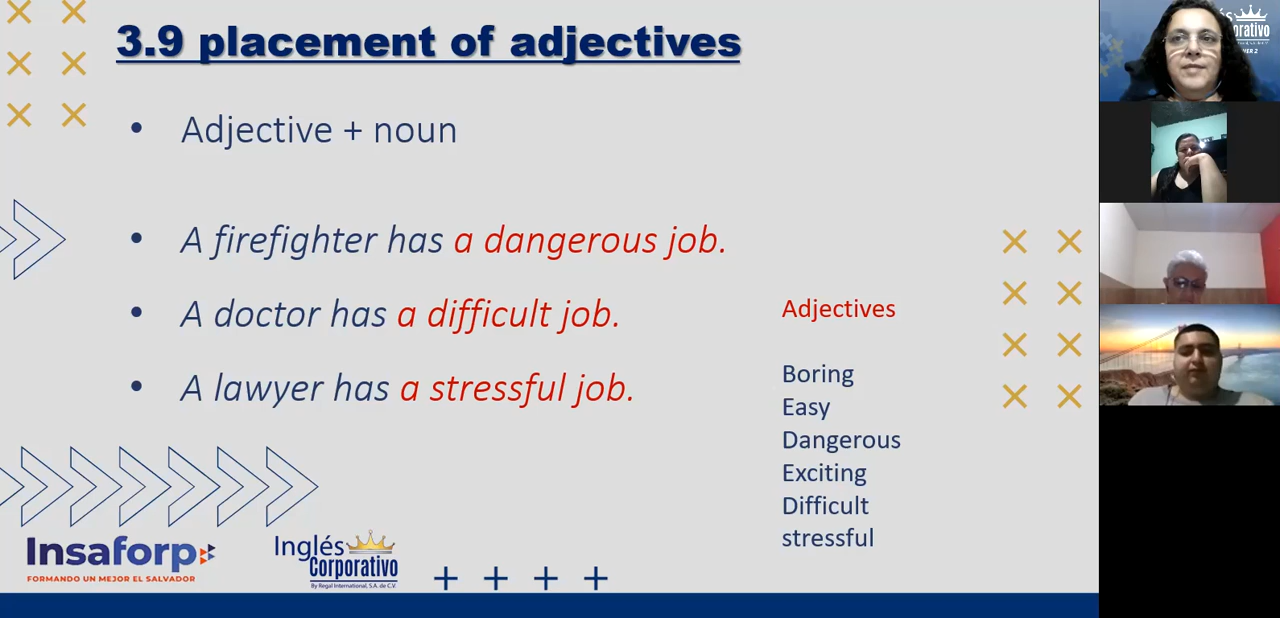 3.9 placement of adjectives
• Adjective + noun
• A firefighter has a dangerous job.
• A doctor has a difficult job.
• A lawyer has a stressful job.
Adjectives
Boring
Easy
Dangerous
Exciting
Difficult
stressful
Insaforp
FORMANDO UN MEJOR EL SALVADOR
Inglés
Corporativo
By Regal International, S.A. de C.V.